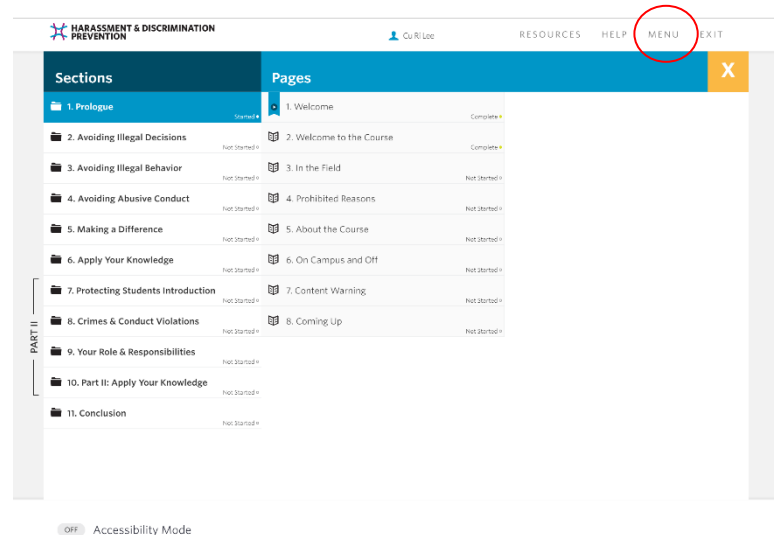 HARASSMENT & DISCRIMINATION
PREVENTION
Cu Ri Lee
RESOURCES HELP MENU EXIT
Sections
Pages
X
1. Prologue
Started
1. Welcome
Complete
2. Avoiding Illegal Decisions
Not Started
2. Welcome to the Course
Complete
3. Avoiding Illegal Behavior
Not Started
3. In the Field
Not Started
4. Avoiding Abusive Conduct
Not Started
4. Prohibited Reasons
Not Started
5. Making a Difference
Not Started
5. About the Course
Not Started
6. Apply Your Knowledge
Not Started
6. On Campus and Off
Not Started
PART II
7. Protecting Students Introduction
Not Started
7. Content Warning
Not Started
8. Crimes & Conduct Violations
Not Started
8. Coming Up
Not Started
9. Your Role & Responsibilities
Not Started
10. Part II: Apply Your Knowledge
Not Started
11. Conclusion
Not Started
OFF Accessibility Mode